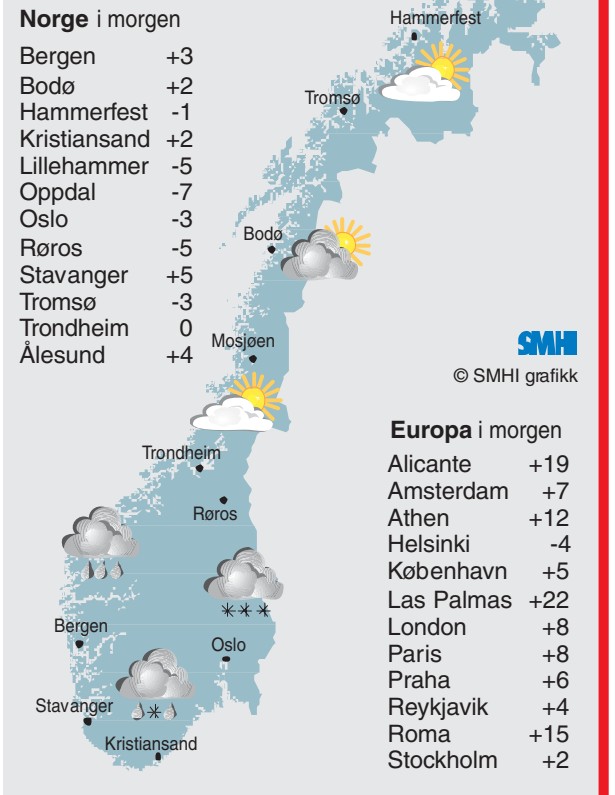 Norge i morgen
Bergen +3
Bodø +2
Hammerfest -1
Kristiansand +2
Lillehammer -5
Oppdal -7
Oslo -3
Røros -5
Stavanger +5
Tromsø -3
Trondheim 0
Ålesund +4
Hammerfest
Tromsø
Bodø
Mosjøen
Trondheim
Røros
Bergen
Oslo
Stavanger
Kristiansand
SMHI
© SMHI grafikk
Europa i morgen
Alicante +19
Amsterdam +7
Athen +12
Helsinki -4
København +5
Las Palmas +22
London +8
Paris +8
Praha +6
Reykjavik +4
Roma +15
Stockholm +2